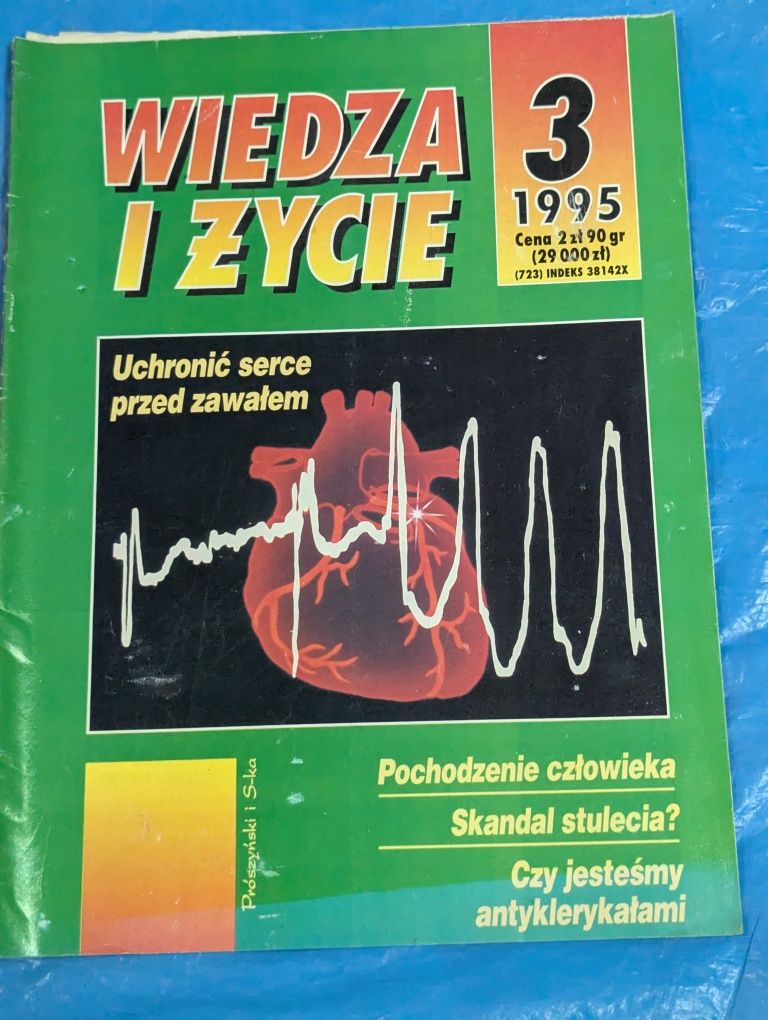 WIEDZA
I ŻYCIE
3
1995
Cena 2 zł 90 gr
(29 000 zł)
(723) INDEKS 38142X
Uchronić serce
przed zawałem
Prószyński i S-ka
Pochodzenie człowieka
Skandal stulecia?
Czy jesteśmy
antyklerykałami